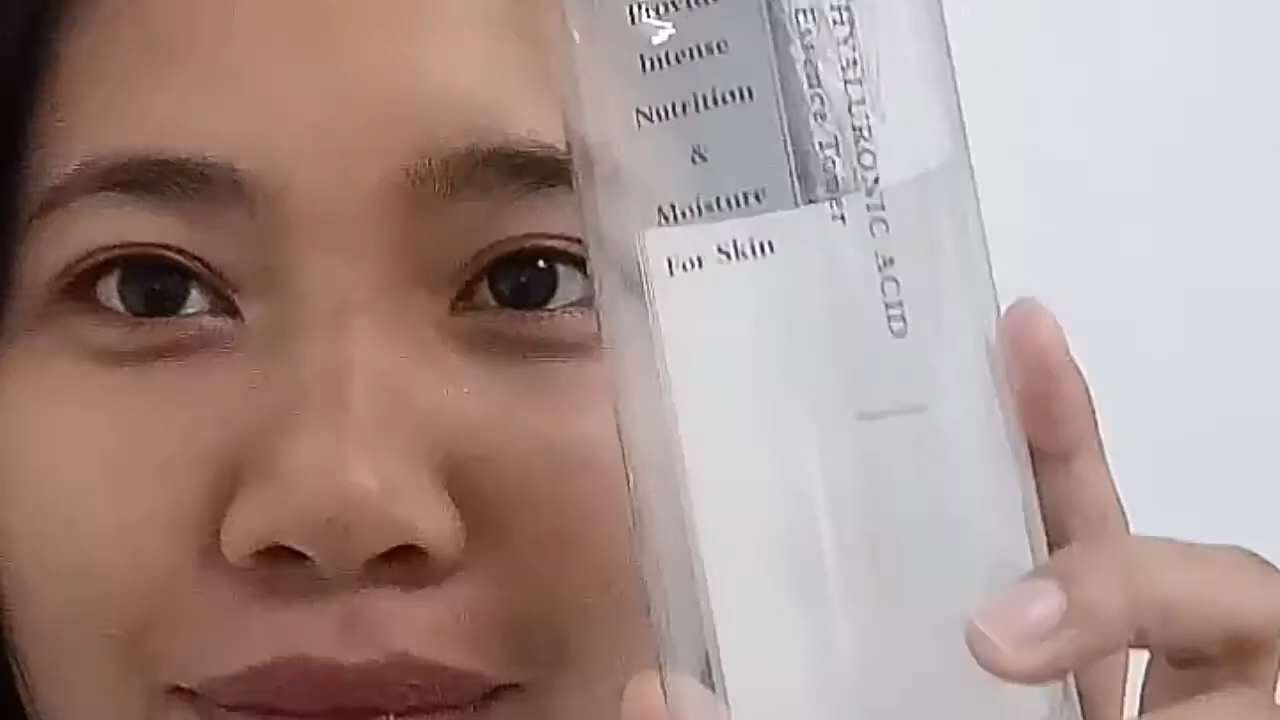 Intense
Nutrition
&
Moisture
For Skin
HYALURONIC ACID
Essence Toner